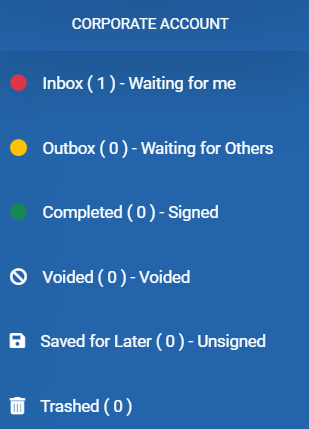 CORPORATE ACCOUNT
Inbox ( 1 ) - Waiting for me
Outbox ( 0 ) - Waiting for Others
Completed ( 0 ) - Signed
Voided ( 0 ) - Voided
Saved for Later ( 0 ) - Unsigned
Trashed ( 0 )